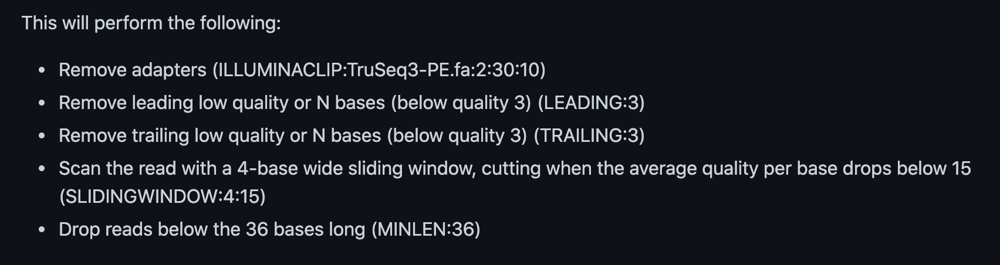 This will perform the following:
• Remove adapters (ILLUMINACLIP:TruSeq3-PE.fa:2:30:10)
• Remove leading low quality or N bases (below quality 3) (LEADING:3)
• Remove trailing low quality or N bases (below quality 3) (TRAILING:3)
• Scan the read with a 4-base wide sliding window, cutting when the average quality per base drops below 15
(SLIDINGWINDOW:4:15)
• Drop reads below the 36 bases long (MINLEN:36)